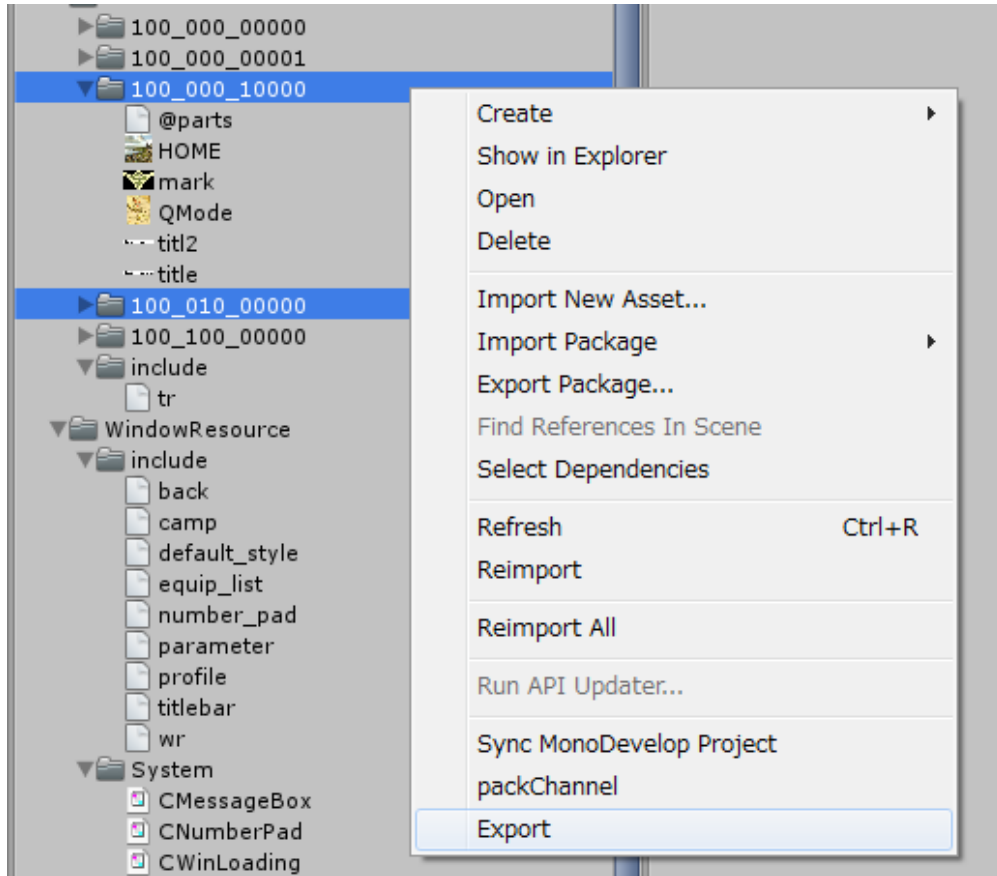 100_000_00000
100_000_00001
100_000_10000
@parts
HOME
mark
QMode
titl2
title
100_010_00000
100_100_00000
include
tr
WindowResource
include
back
camp
default_style
equip_list
number_pad
parameter
profile
titlebar
wr
System
CMessageBox
CNumberPad
CWinLoading
Create
Show in Explorer
Open
Delete
Import New Asset...
Import Package
Export Package...
Find References In Scene
Select Dependencies
Refresh Ctrl+R
Reimport
Reimport All
Run API Updater...
Sync MonoDevelop Project
packChannel
Export